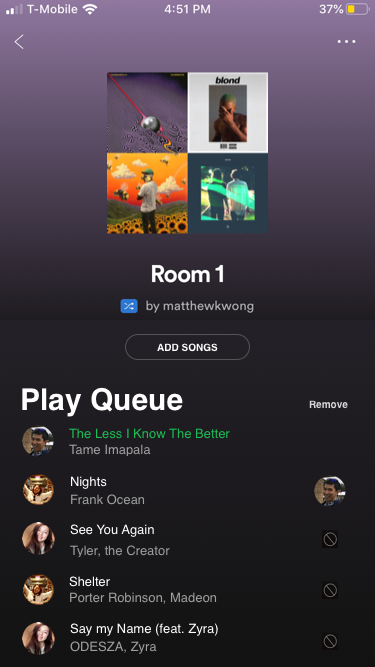 T-Mobile 4:51 PM 37%
blond
Room 1
by matthewkwong
ADD SONGS
Play Queue
Remove
The Less I Know The Better
Tame Imapala
Nights
Frank Ocean
See You Again
Tyler, the Creator
Shelter
Porter Robinson, Madeon
Say my Name (feat. Zyra)
ODESZA, Zyra